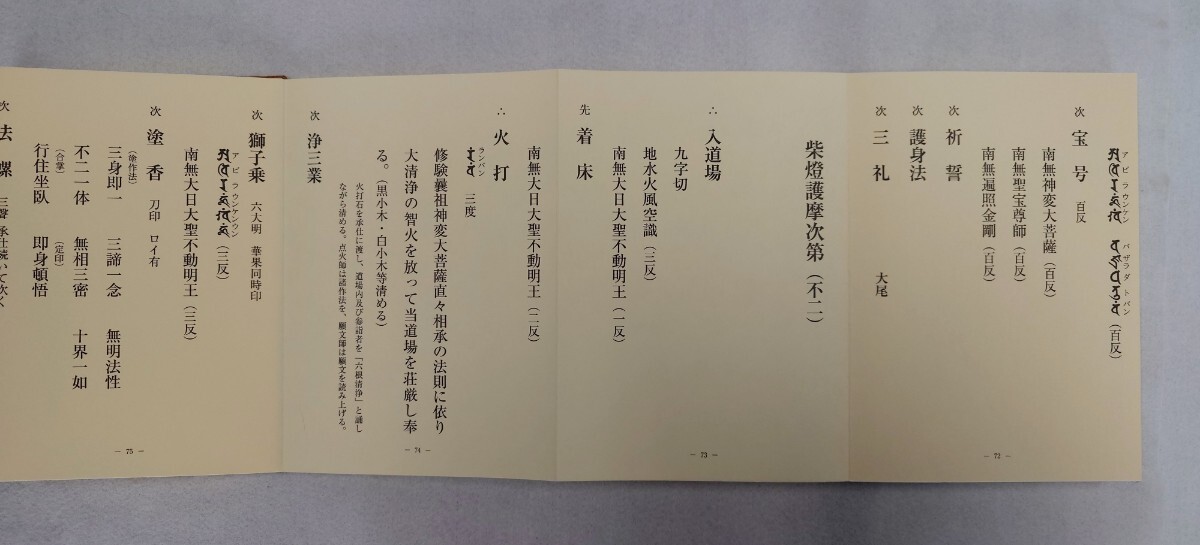 アビラウンケン　バザラダトバン
（百反）
次　宝号　百反
南無神変大菩薩（百反）
南無聖宝尊師（百反）
南無遍照金剛（百反）
次　祈誓
次　護身法
次　三礼　大尾
― 72 ―
柴燈護摩次第（不二）
∴　入道場
九字切
地水火風空識（三反）
南無大日大聖不動明王（一反）
先　着床
― 73 ―
南無大日大聖不動明王（二反）
∴　火打
ランバン
三度
修験曩祖神変大菩薩直々相承の法則に依り
大清浄の智火を放って当道場を荘厳し奉
る。（黒小木・白小木等清める）
火打石を承仕に渡し、道場内及び参詣者を「六根清浄」と誦し
ながら清める。点火師は諸作法を、願文師は願文を読み上げる。
次　浄三業
― 74 ―
次　獅子乗　六大明　華果同時印
アビラウンケンウン
（三反）
南無大日大聖不動明王（三反）
次　塗香　刀印　ロイ有
（塗作法）
三身即一　三諦一念　無明法性
不二一体　無相三密　十界一如
（合掌）（定印）
行住坐臥　即身頓悟
次　法螺　三聲　承仕続いて吹く
― 75 ―